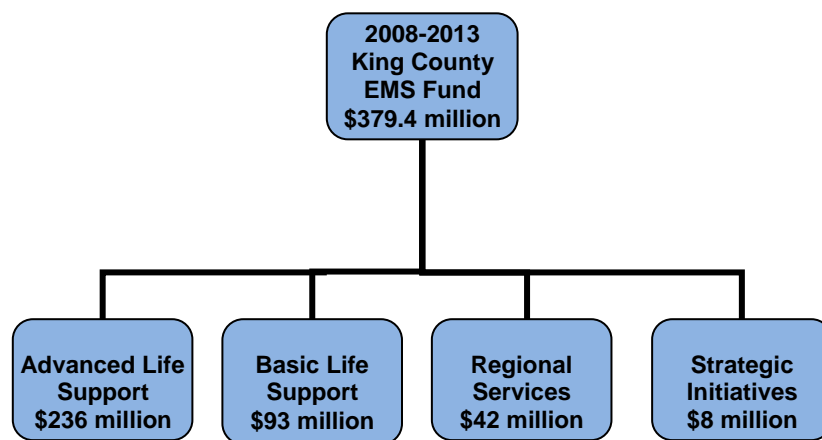 2008-2013
King County
EMS Fund
$379.4 million
Advanced Life
Support
$236 million
Basic Life
Support
$93 million
Regional
Services
$42 million
Strategic
Initiatives
$8 million